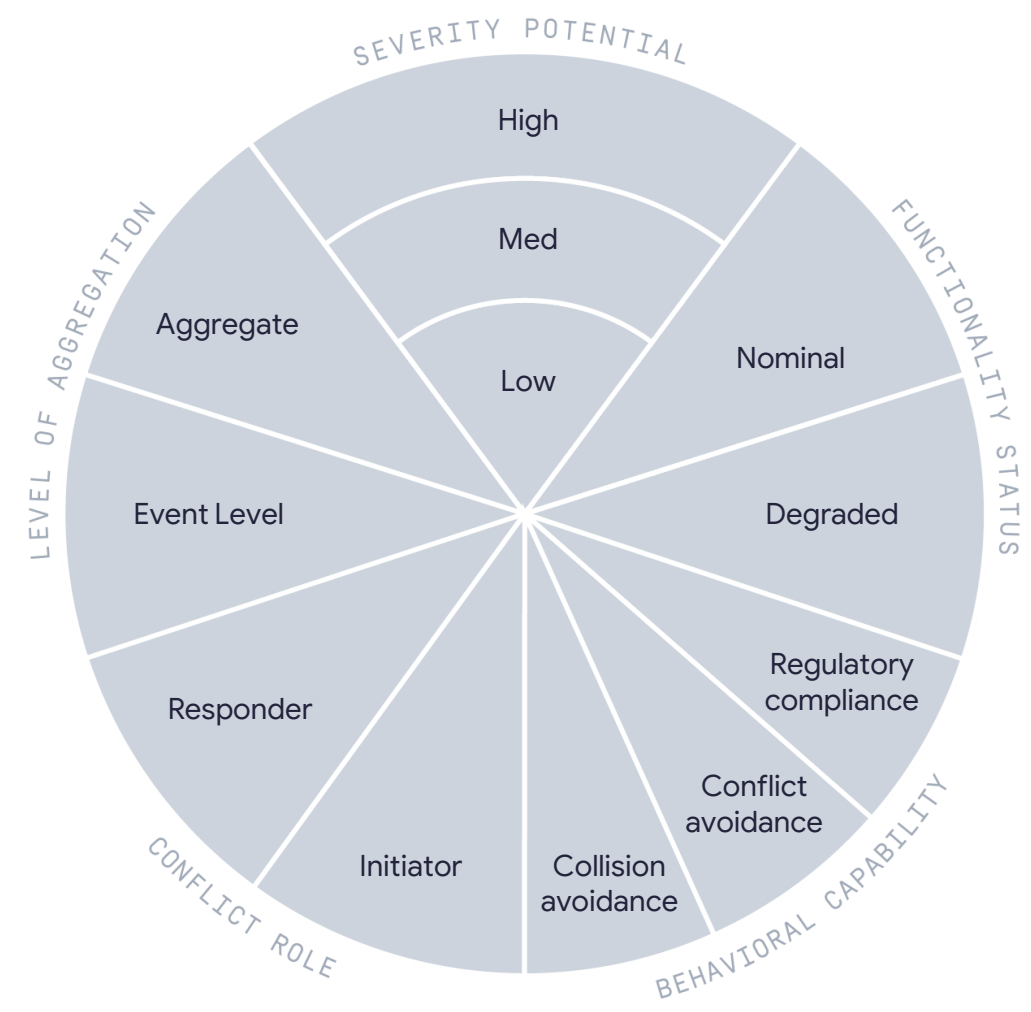 SEVERITY POTENTIAL
High
Med
Low
FUNCTIONALITY STATUS
Nominal
Degraded
BEHAVIORAL CAPABILITY
Regulatory
compliance
Conflict
avoidance
Collision
avoidance
CONFLICT ROLE
Initiator
Responder
LEVEL OF AGGREGATION
Event Level
Aggregate